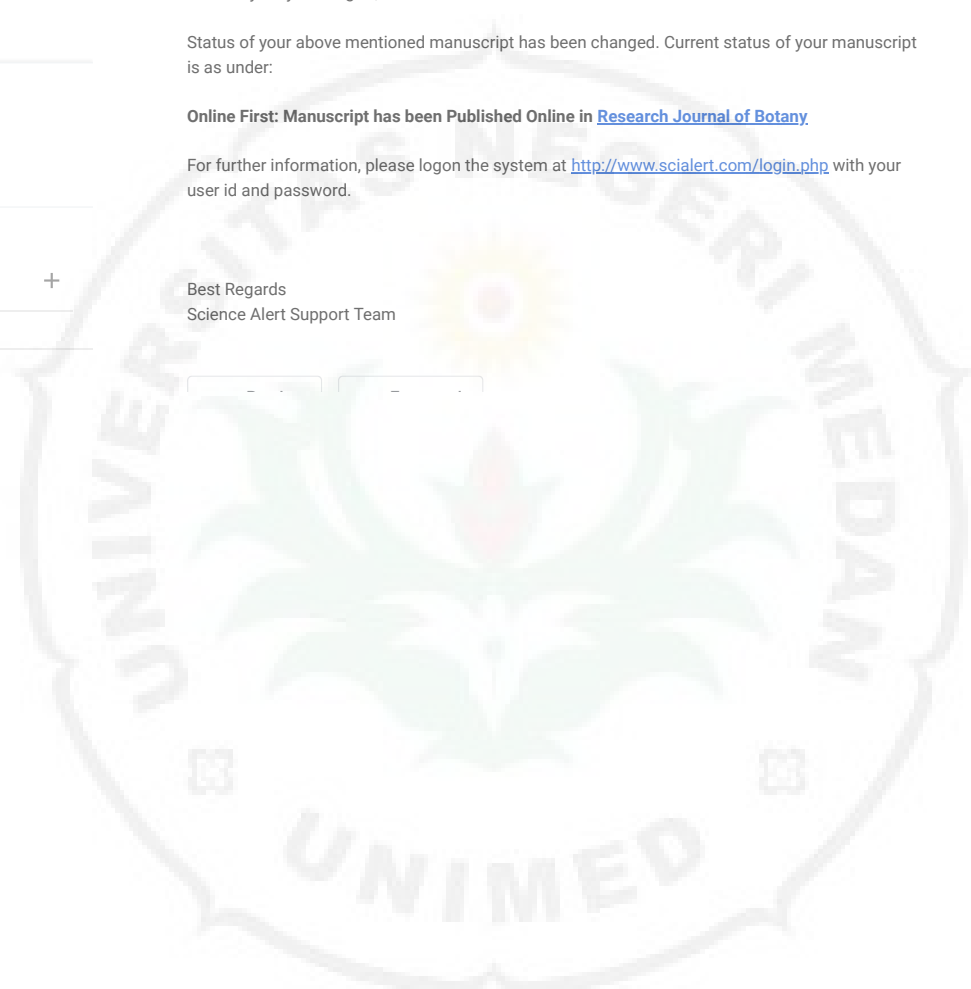 Status of your above mentioned manuscript has been changed. Current status of your manuscript
is as under:
Online First: Manuscript has been Published Online in Research Journal of Botany
For further information, please logon the system at http://www.scialert.com/login.php with your
user id and password.
+
Best Regards
Science Alert Support Team
UNIVERSITAS NEGERI MEDAN
UNIMED